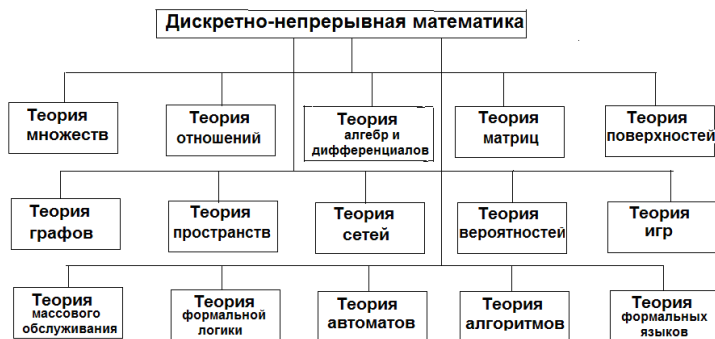 Дискретно-непрерывная математика
Теория
множеств
Теория
отношений
Теория
алгебр и
дифференциалов
Теория
матриц
Теория
поверхностей
Теория
графов
Теория
пространств
Теория
сетей
Теория
вероятностей
Теория
игр
Теория
массового
обслуживания
Теория
формальной
логики
Теория
автоматов
Теория
алгоритмов
Теория
формальных
языков